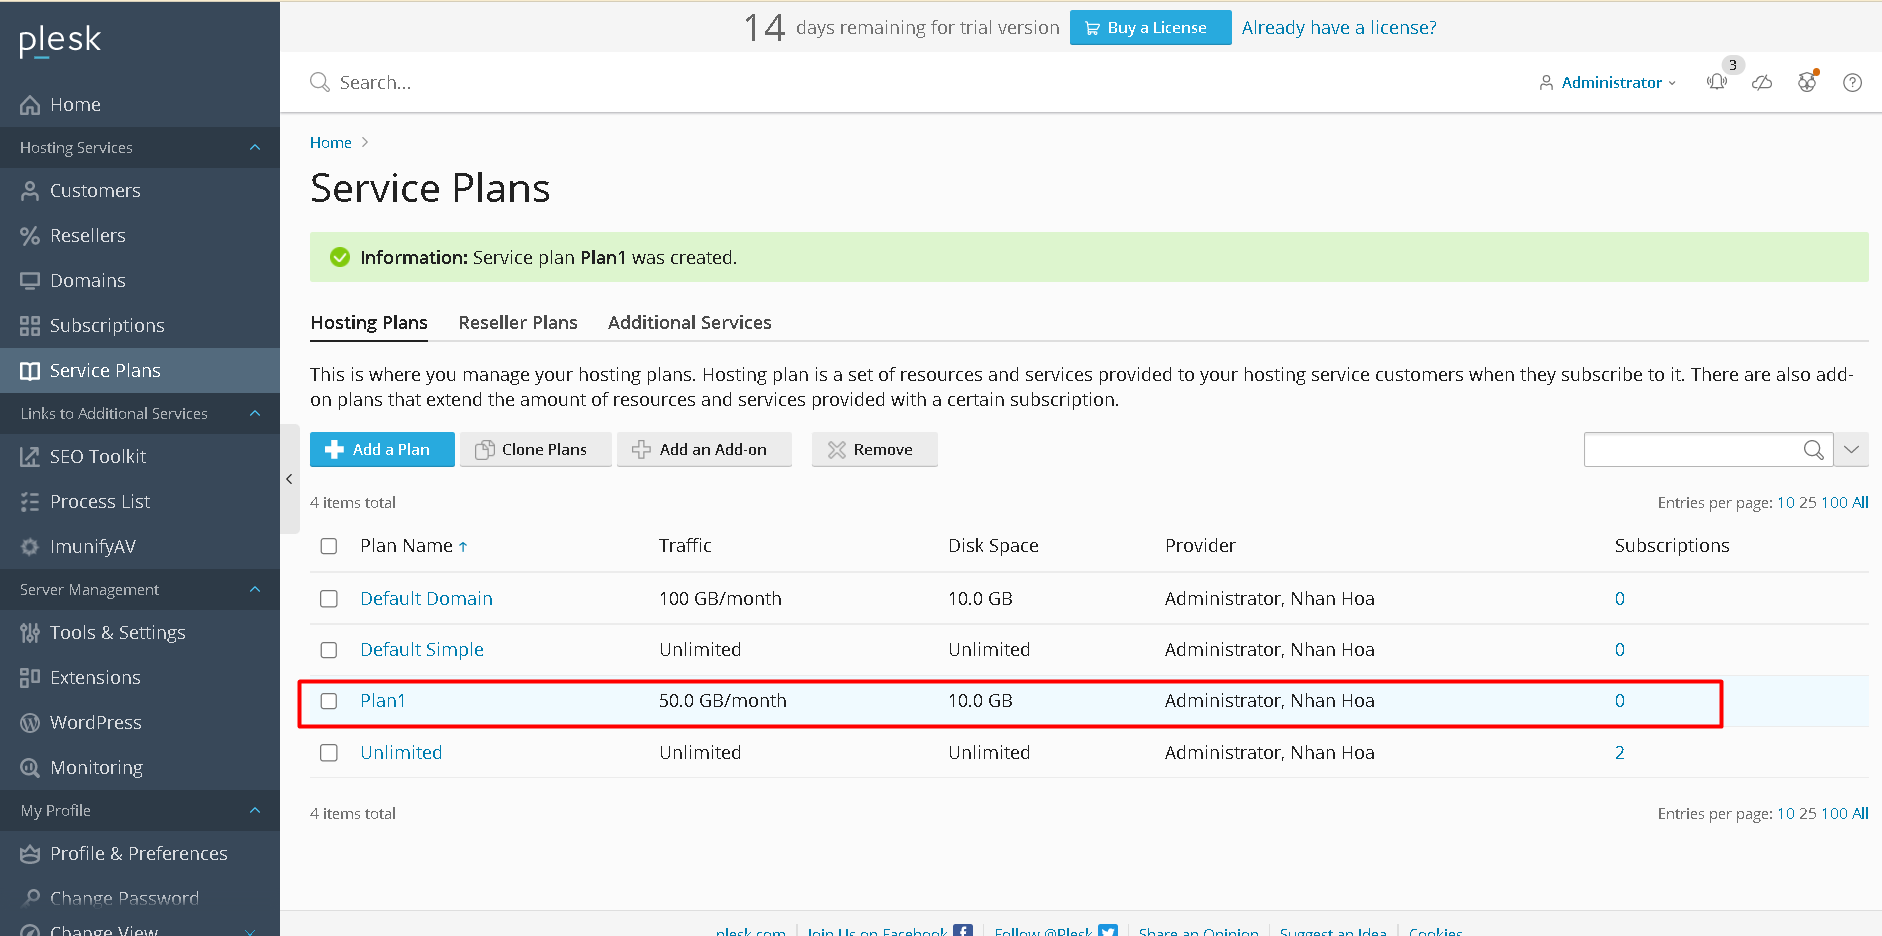 14 days remaining for trial version Buy a License Already have a license?
plesk
Search...
Administrator
3
Home
Hosting Services
Customers
Resellers
Domains
Subscriptions
Service Plans
Links to Additional Services
SEO Toolkit
Process List
ImunifyAV
Server Management
Tools & Settings
Extensions
WordPress
Monitoring
My Profile
Profile & Preferences
Change Password
Change View
Home
Service Plans
Information: Service plan Plan1 was created.
Hosting Plans Reseller Plans Additional Services
This is where you manage your hosting plans. Hosting plan is a set of resources and services provided to your hosting service customers when they subscribe to it. There are also add-
on plans that extend the amount of resources and services provided with a certain subscription.
Add a Plan Clone Plans Add an Add-on Remove
4 items total Entries per page: 10 25 100 All
Plan Name Traffic Disk Space Provider Subscriptions
Default Domain 100 GB/month 10.0 GB Administrator, Nhan Hoa 0
Default Simple Unlimited Unlimited Administrator, Nhan Hoa 0
Plan1 50.0 GB/month 10.0 GB Administrator, Nhan Hoa 0
Unlimited Unlimited Unlimited Administrator, Nhan Hoa 2
4 items total Entries per page: 10 25 100 All
plesk.com Join Us on Facebook Follow @Plesk Share an Opinion Suggest an Idea Cookies